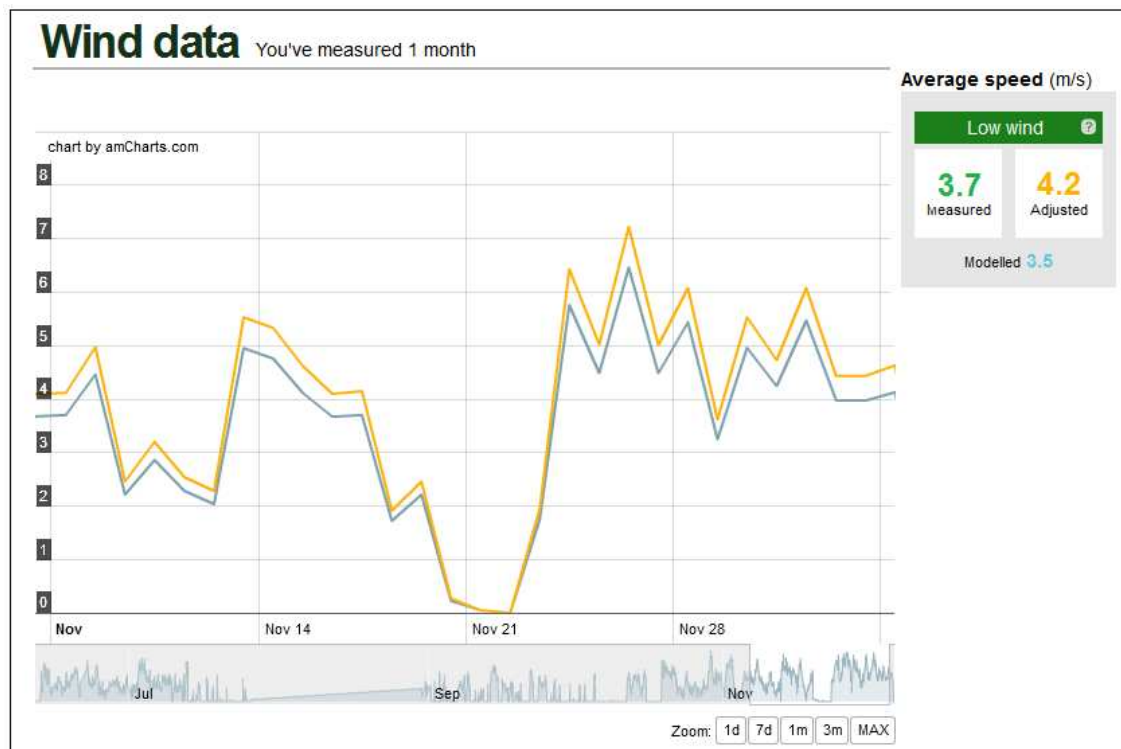 Wind data You've measured 1 month
Average speed (m/s)
Low wind ?
3.7 4.2
Measured Adjusted
Modelled 3.5
chart by amCharts.com
8
7
6
5
4
3
2
1
0
Nov Nov 14 Nov 21 Nov 28
Jul Sep Nov
Zoom: 1d 7d 1m 3m MAX